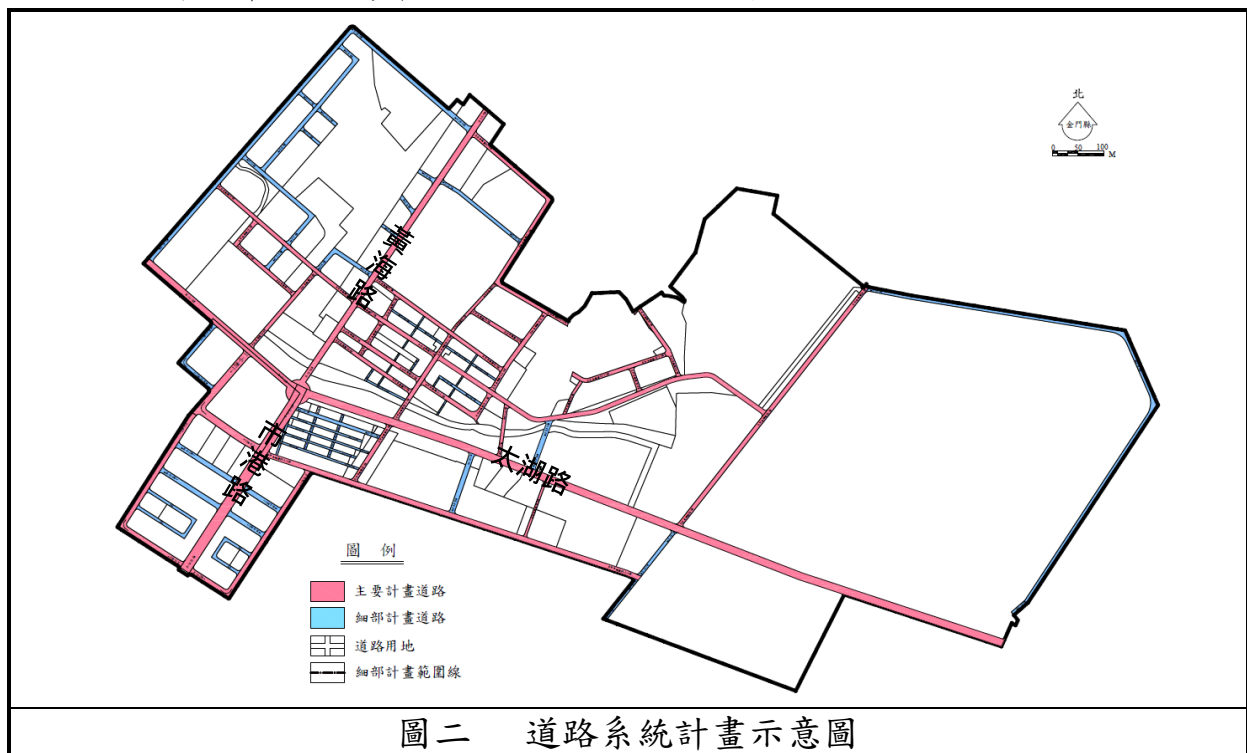 北
金門縣
0 50 100 M
黃海路
市港路
太湖路
圖 例
主要計畫道路
細部計畫道路
道路用地
細部計畫範圍線
圖二 道路系統計畫示意圖